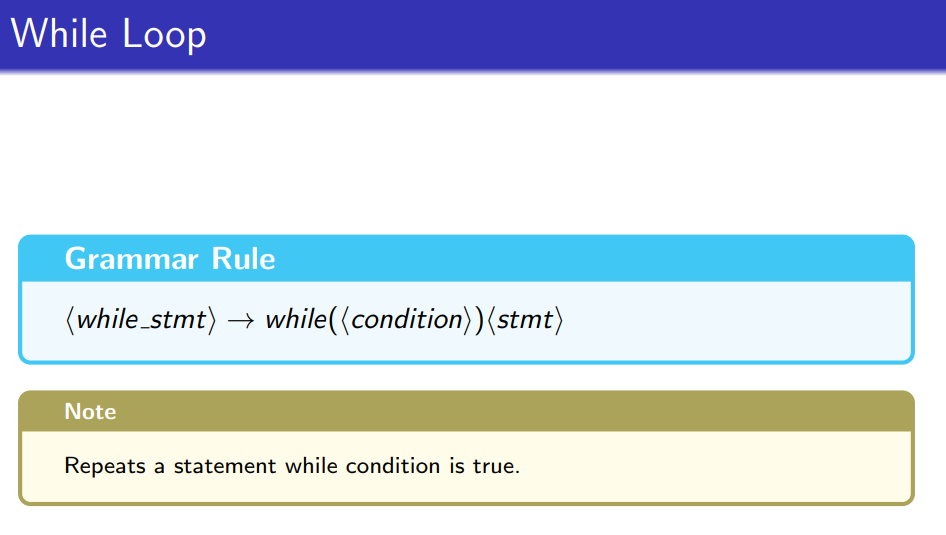 While Loop
Grammar Rule
⟨while_stmt⟩ → while(⟨condition⟩)⟨stmt⟩
Note
Repeats a statement while condition is true.